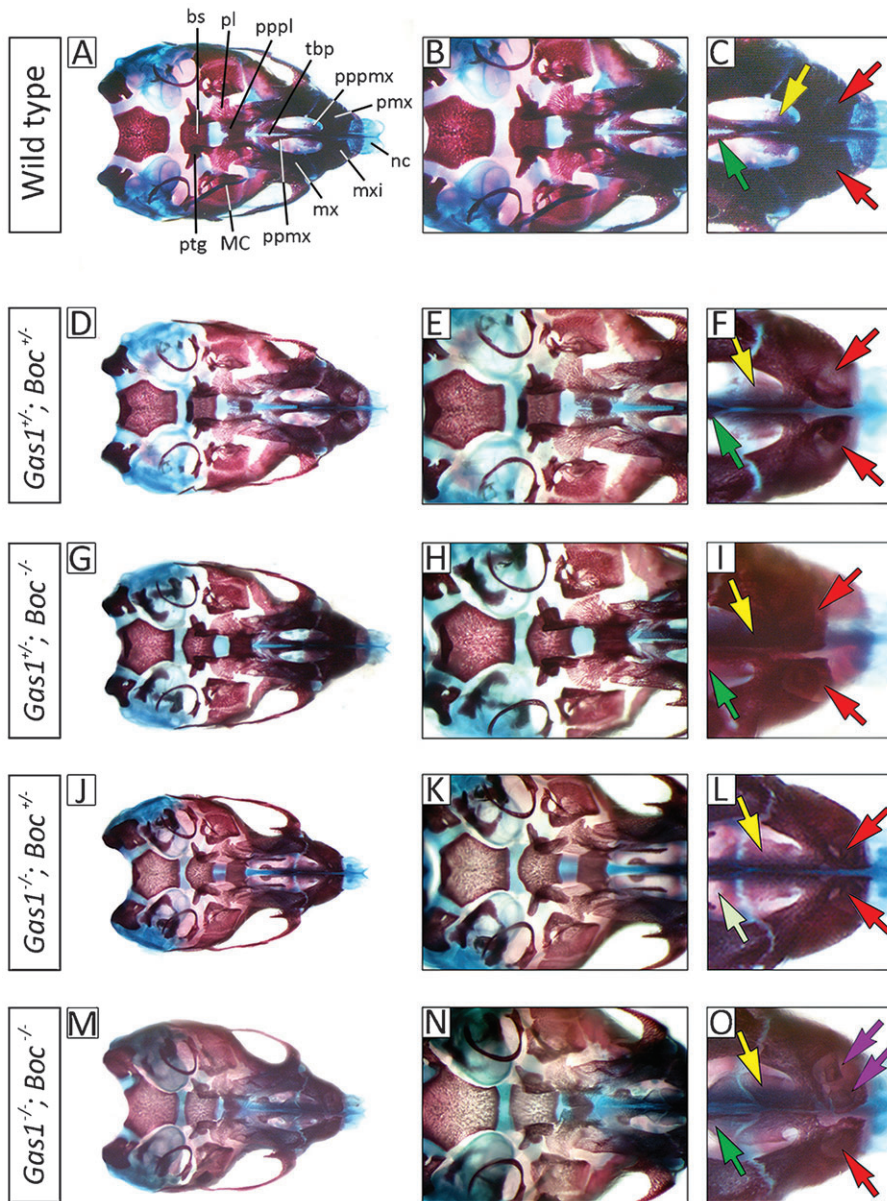 Wild type
A
bs
pl
pppl
tbp
pppmx
pmx
nc
mxi
mx
ppmx
MC
ptg
B
C
Gas1+/-; Boc+/-
D
E
F
Gas1+/-; Boc-/-
G
H
I
Gas1-/-; Boc+/-
J
K
L
Gas1-/-; Boc-/-
M
N
O